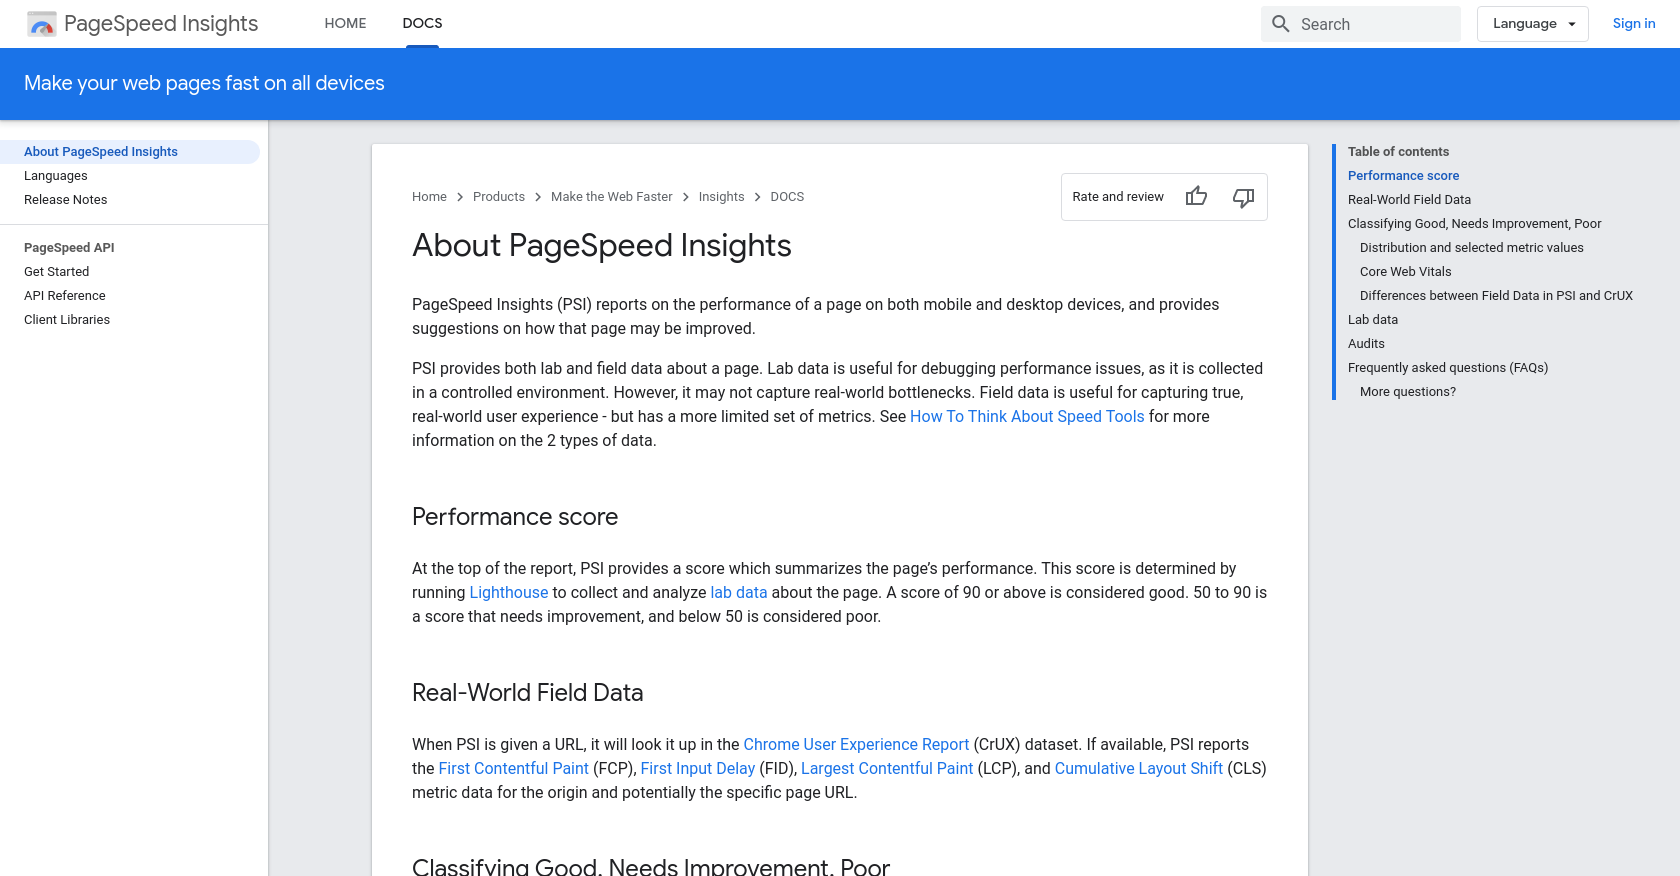 PageSpeed Insights
HOME
DOCS
Search
Language
Sign in
Make your web pages fast on all devices
About PageSpeed Insights
Languages
Release Notes
PageSpeed API
Get Started
API Reference
Client Libraries
Home
Products
Make the Web Faster
Insights
DOCS
Rate and review
About PageSpeed Insights
PageSpeed Insights (PSI) reports on the performance of a page on both mobile and desktop devices, and provides
suggestions on how that page may be improved.
PSI provides both lab and field data about a page. Lab data is useful for debugging performance issues, as it is collected
in a controlled environment. However, it may not capture real-world bottlenecks. Field data is useful for capturing true,
real-world user experience - but has a more limited set of metrics. See How To Think About Speed Tools for more
information on the 2 types of data.
Performance score
At the top of the report, PSI provides a score which summarizes the page’s performance. This score is determined by
running Lighthouse to collect and analyze lab data about the page. A score of 90 or above is considered good. 50 to 90 is
a score that needs improvement, and below 50 is considered poor.
Real-World Field Data
When PSI is given a URL, it will look it up in the Chrome User Experience Report (CrUX) dataset. If available, PSI reports
the First Contentful Paint (FCP), First Input Delay (FID), Largest Contentful Paint (LCP), and Cumulative Layout Shift (CLS)
metric data for the origin and potentially the specific page URL.
Classifying Good, Needs Improvement, Poor
Table of contents
Performance score
Real-World Field Data
Classifying Good, Needs Improvement, Poor
Distribution and selected metric values
Core Web Vitals
Differences between Field Data in PSI and CrUX
Lab data
Audits
Frequently asked questions (FAQs)
More questions?